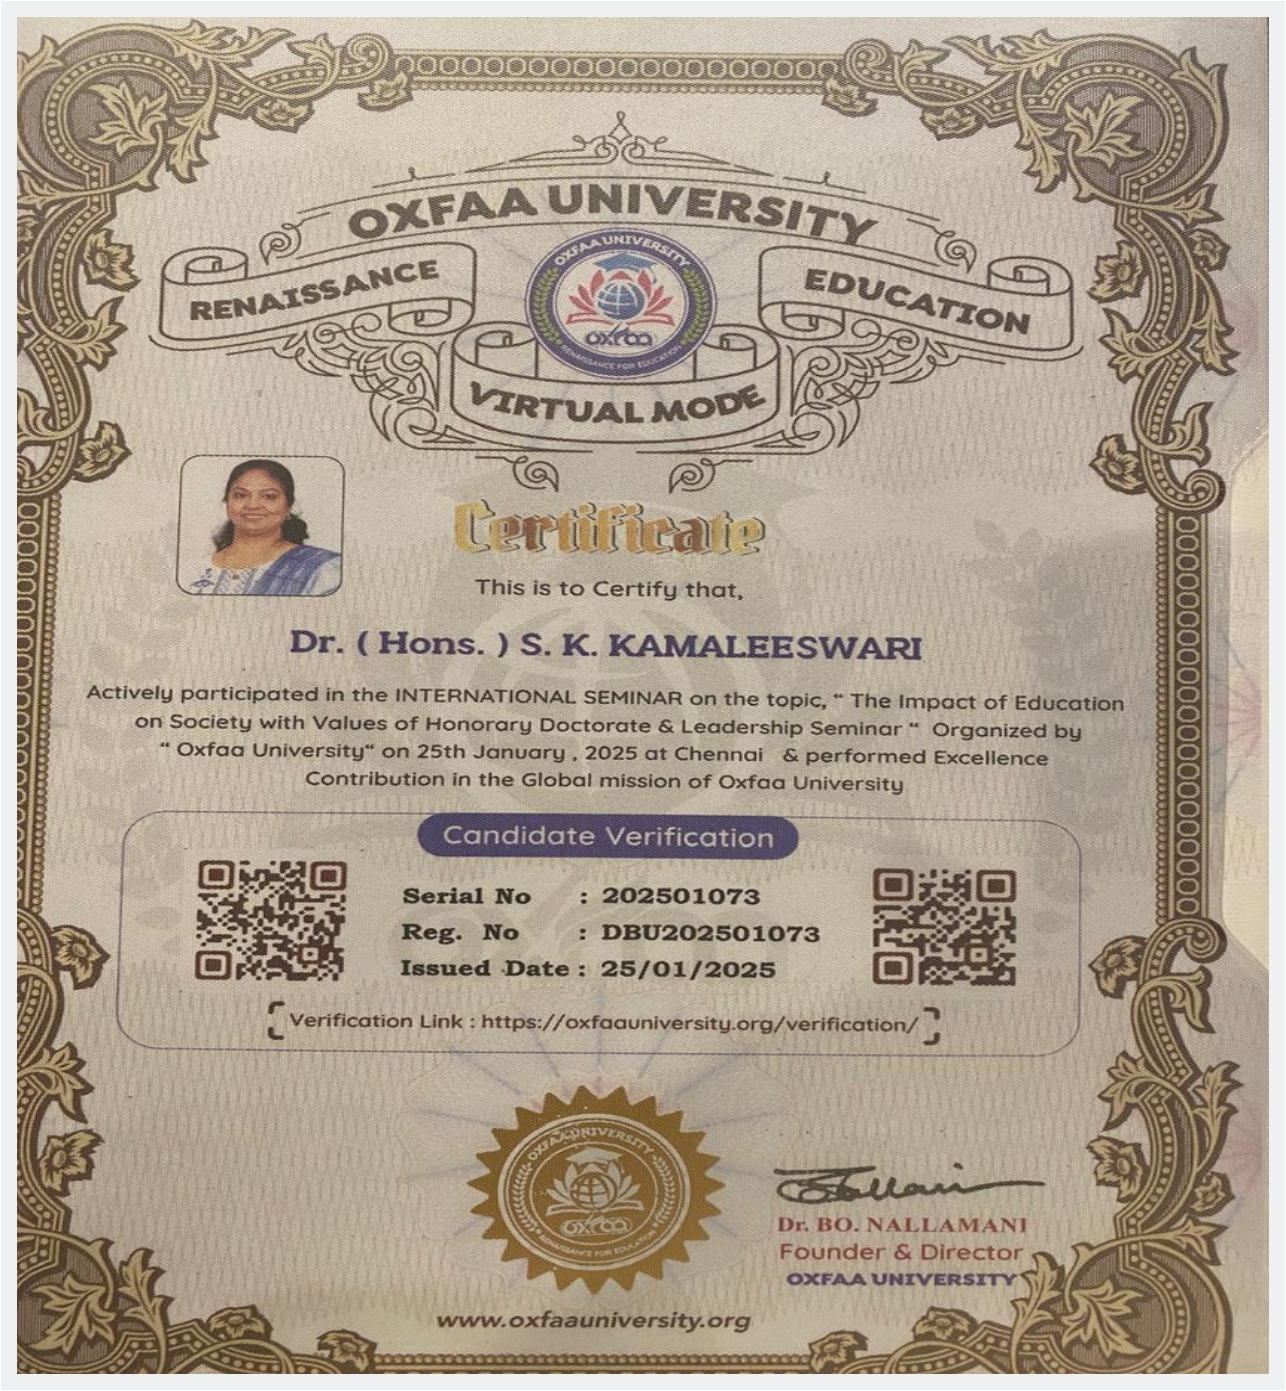 OXFAA UNIVERSITY
RENAISSANCE
EDUCATION
OXFAA UNIVERSITY
oxfaa
RENAISSANCE FOR EDUCATION
VIRTUAL MODE
Certificate
This is to Certify that,
Dr. ( Hons. ) S. K. KAMALEESWARI
Actively participated in the INTERNATIONAL SEMINAR on the topic, “ The Impact of Education
on Society with Values of Honorary Doctorate & Leadership Seminar “ Organized by
“ Oxfaa University“ on 25th January , 2025 at Chennai & performed Excellence
Contribution in the Global mission of Oxfaa University
Candidate Verification
Serial No : 202501073
Reg. No : DBU202501073
Issued Date : 25/01/2025
Verification Link : https://oxfaauniversity.org/verification/
OXFAA UNIVERSITY
oxfaa
RENAISSANCE FOR EDUCATION
Dr. BO. NALLAMANI
Founder & Director
OXFAA UNIVERSITY
www.oxfaauniversity.org